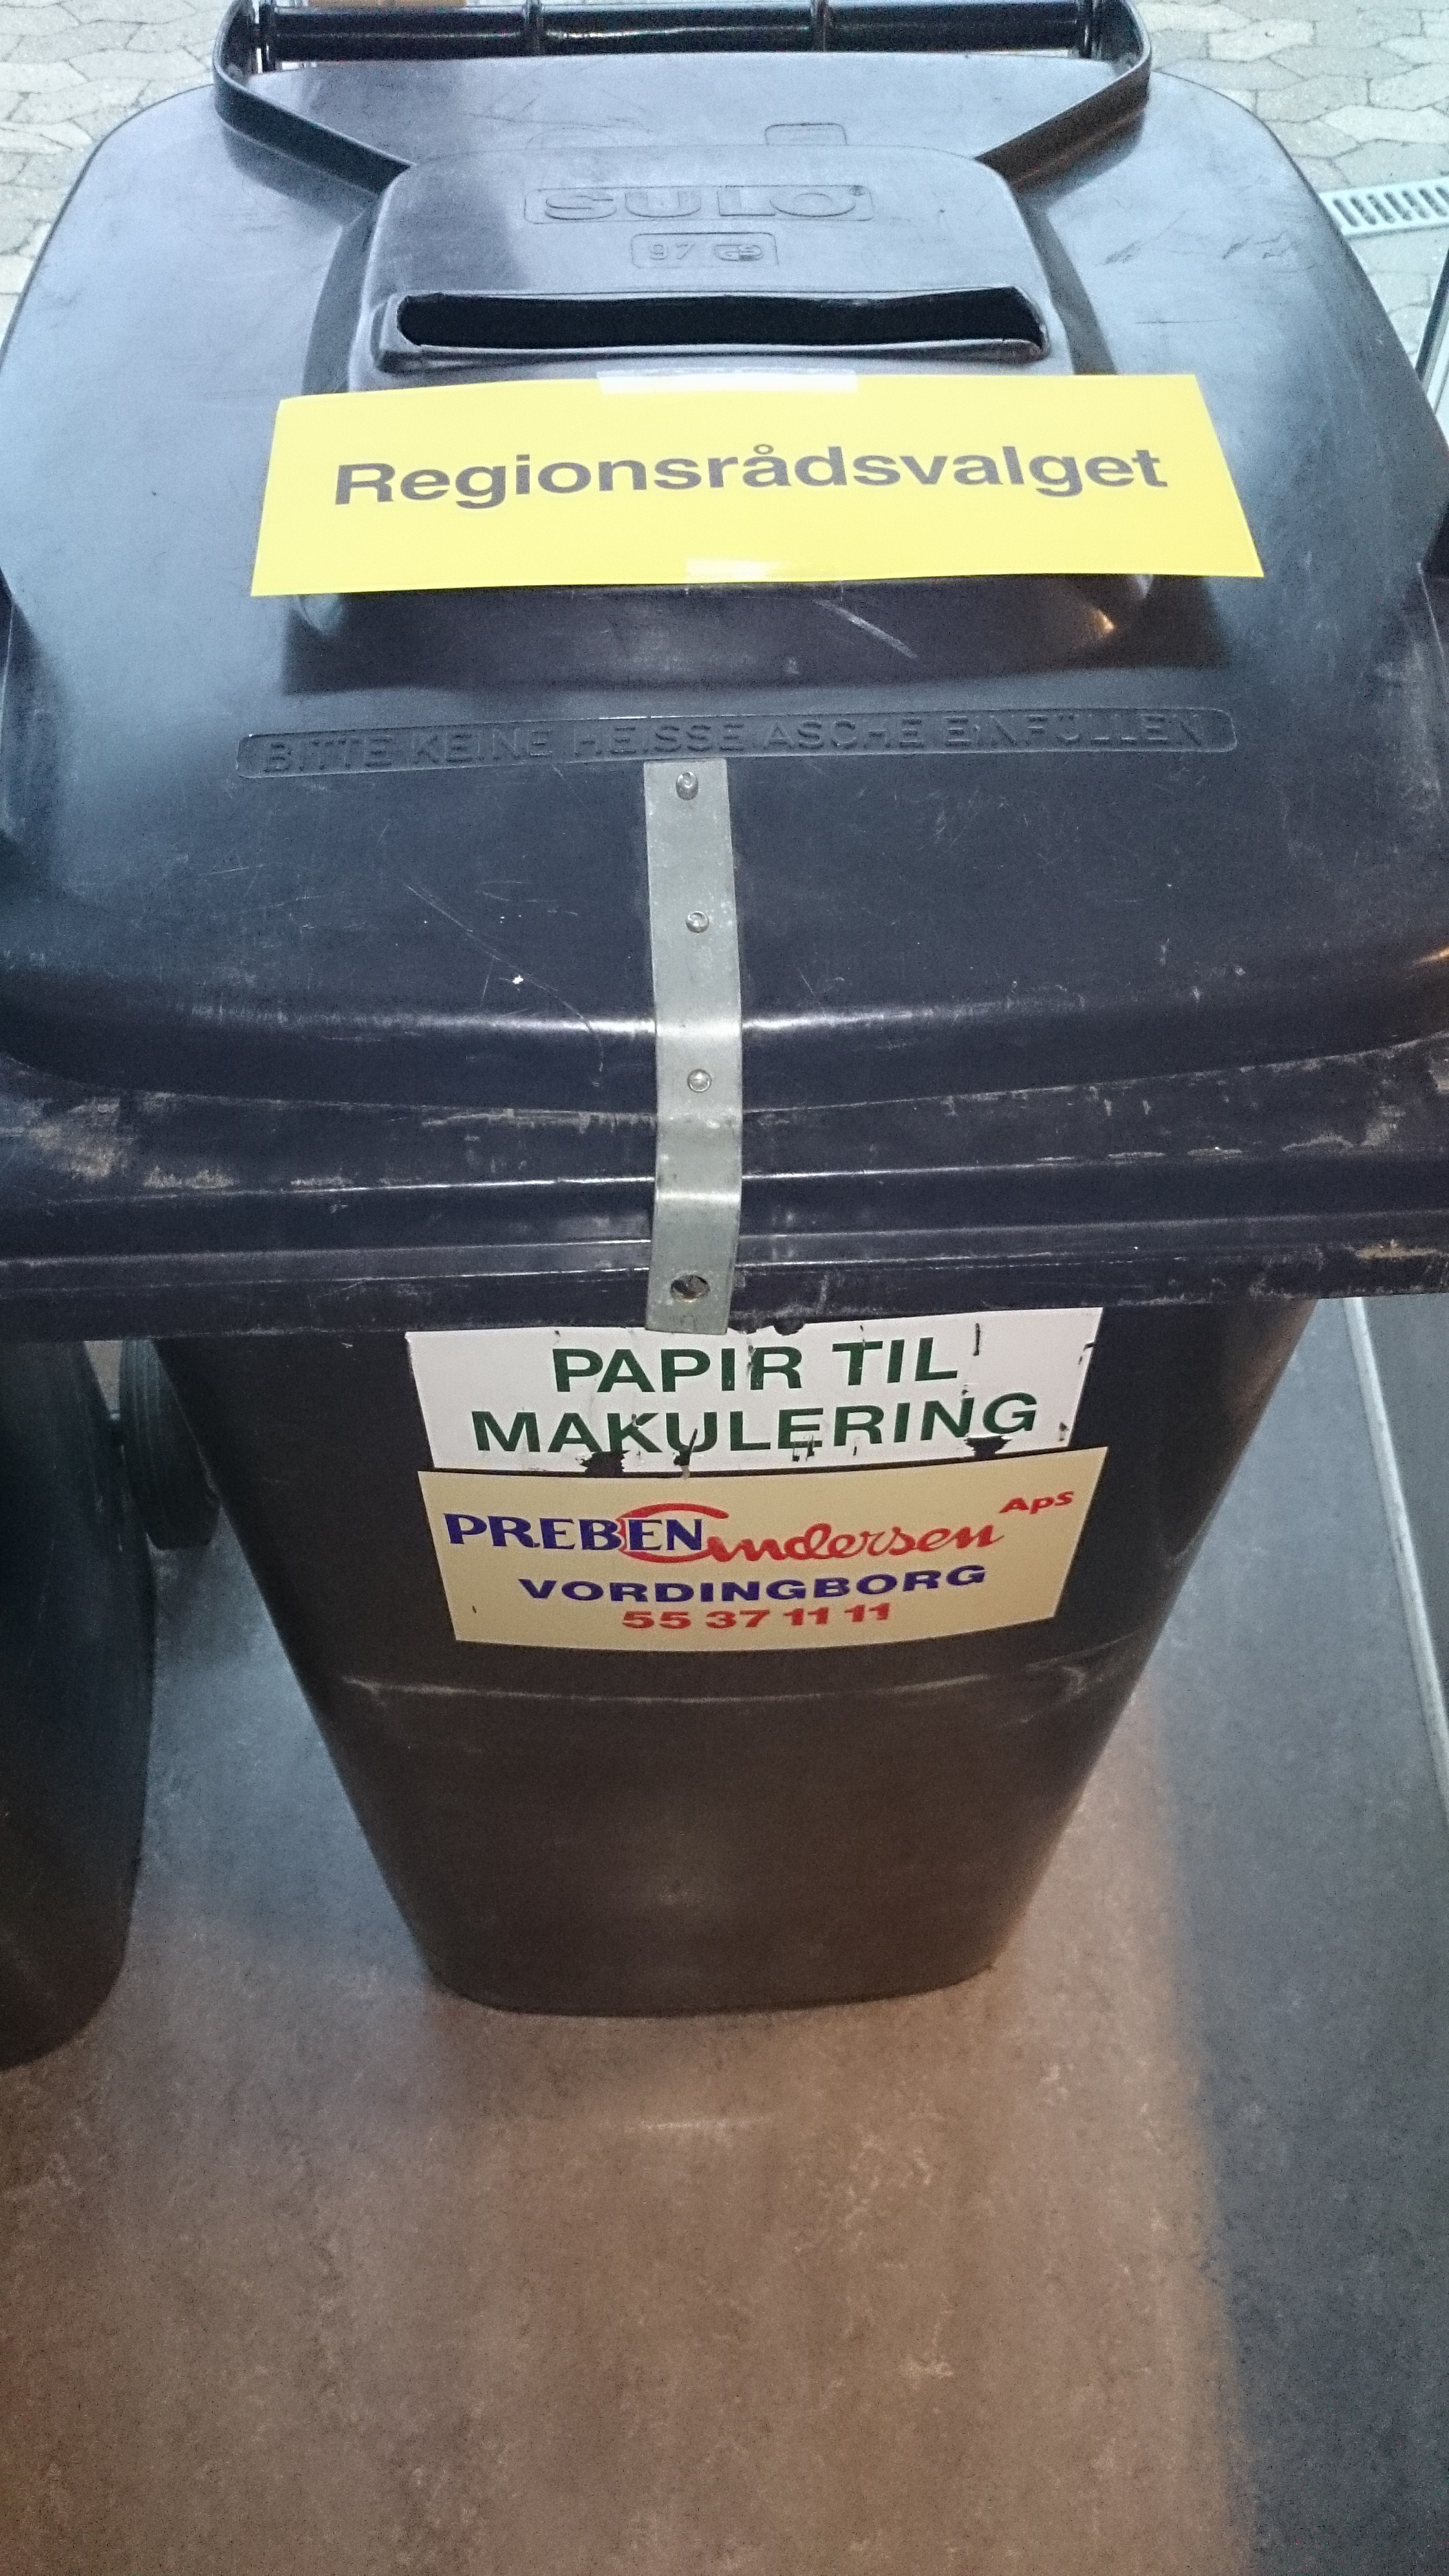 SULO®
97 GS
Regionsrådsvalget
BITTE KEINE HEISSE ASCHE EINFÜLLEN
PAPIR TIL
MAKULERING
PREBEN Andersen ApS
VORDINGBORG
55 37 11 11